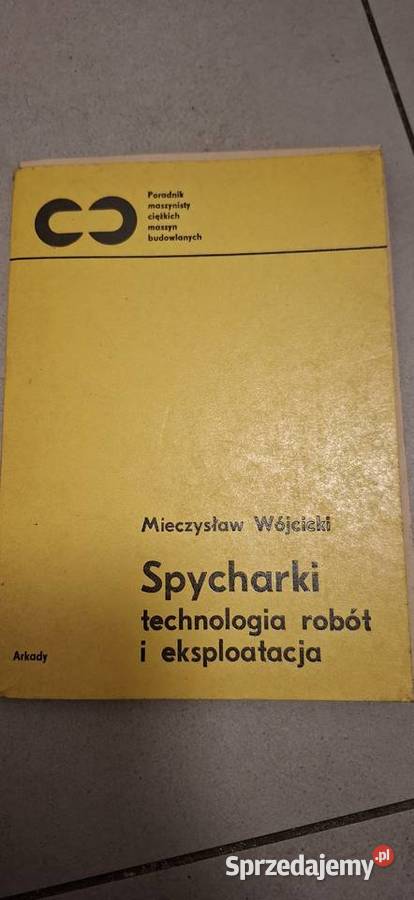 Poradnik
maszynisty
ciężkich
maszyn
budowlanych
Mieczysław Wójcicki
Spycharki
technologia robót
i eksploatacja
Arkady
Sprzedajemy.pl